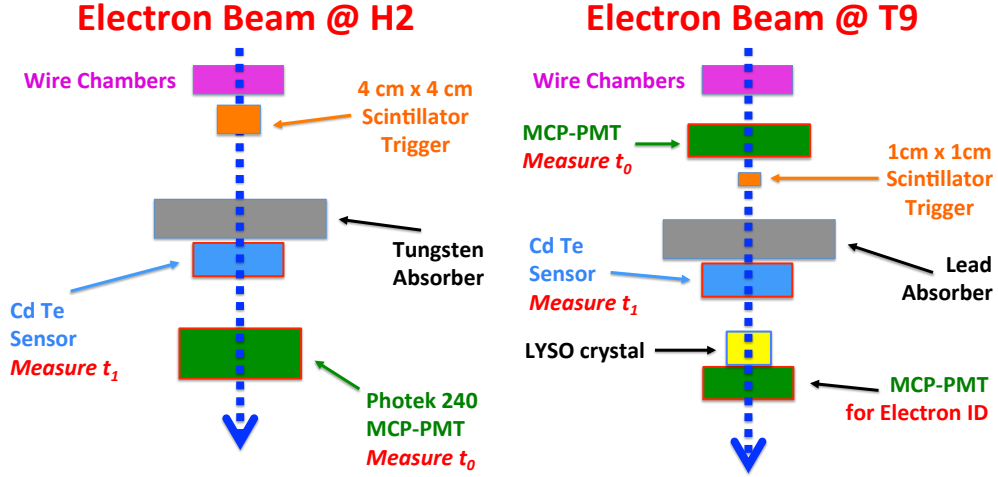 Electron Beam @ H2
Wire Chambers
4 cm x 4 cm
Scintillator
Trigger
Tungsten
Absorber
Cd Te
Sensor
Measure t1
Photek 240
MCP-PMT
Measure t0
Electron Beam @ T9
Wire Chambers
MCP-PMT
Measure t0
1cm x 1cm
Scintillator
Trigger
Cd Te
Sensor
Measure t1
Lead
Absorber
LYSO crystal
MCP-PMT
for Electron ID